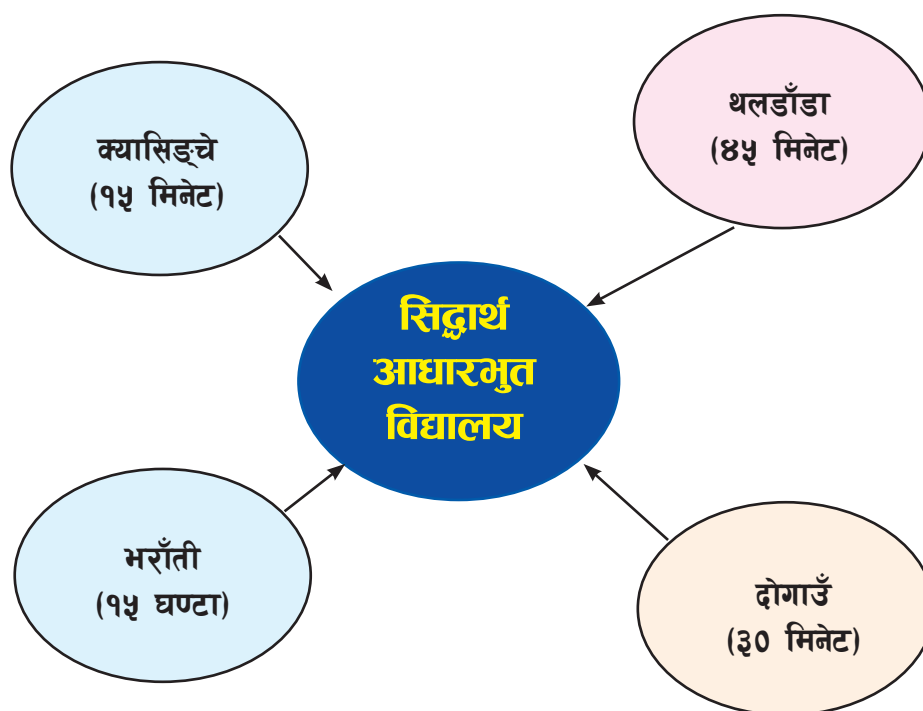 क्यासिङ्चे
(१५ मिनेट)
थलडाँडा
(४५ मिनेट)
सिद्धार्थ
आधारभुत
विद्यालय
भराँती
(१५ घण्टा)
दोगाउँ
(३० मिनेट)